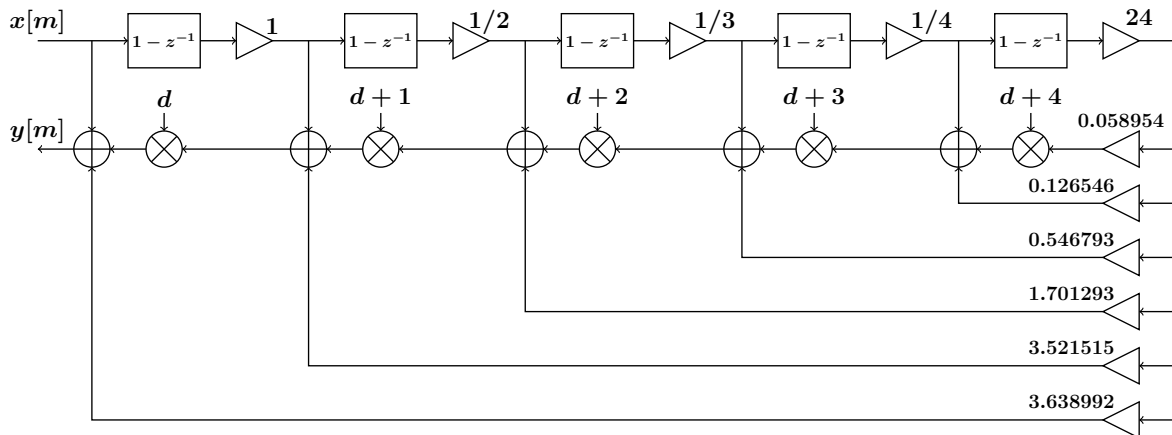 x[m] 1 − z⁻¹ 1 1 − z⁻¹ 1/2 1 − z⁻¹ 1/3 1 − z⁻¹ 1/4 1 − z⁻¹ 24
d d + 1 d + 2 d + 3 d + 4
y[m] 0.058954
0.126546
0.546793
1.701293
3.521515
3.638992